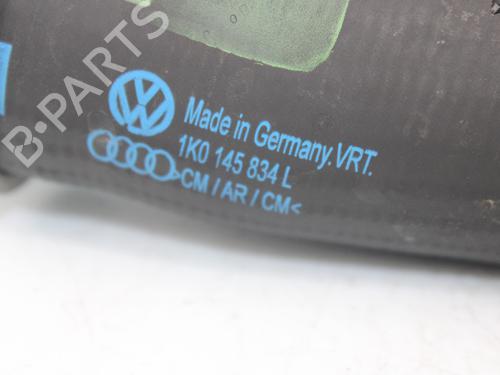 B-PARTS
Made in Germany.VRT.
1K0 145 834 L
>CM / AR / CM<